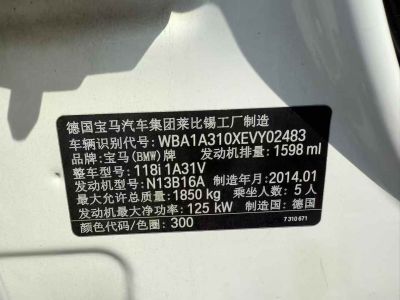 德国宝马汽车集团莱比锡工厂制造
车辆识别代号: WBA1A310XEVY02483
品牌: 宝马(BMW)牌 发动机排量: 1598 ml
整车型号: 118i 1A31V
发动机型号: N13B16A 制造年月: 2014.01
最大允许总质量: 1850 kg 乘坐人数: 5 人
发动机最大净功率: 125 kW 制造国: 德国
颜色代码/色圈: 300 7310671